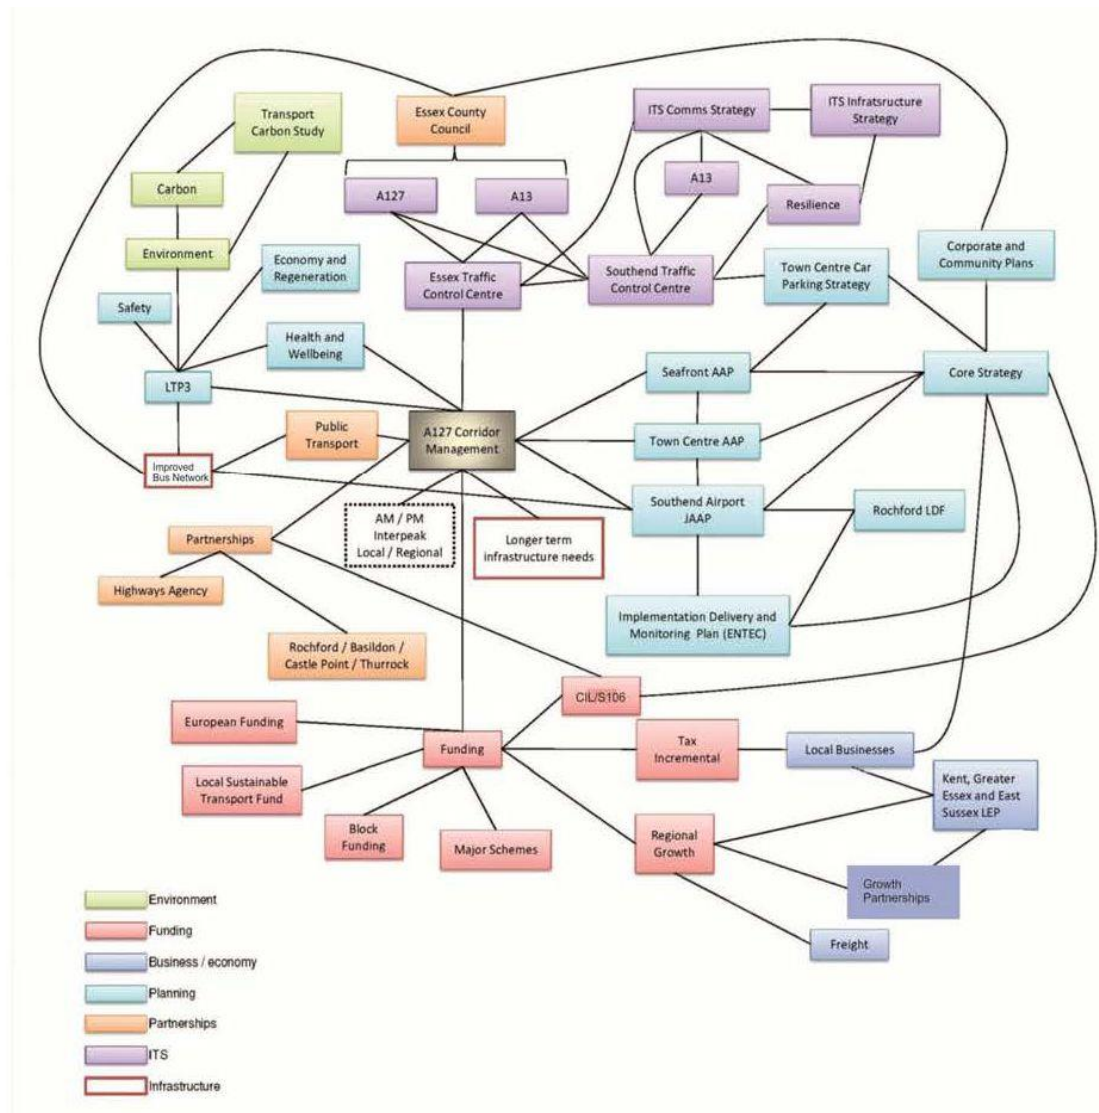 Transport
Carbon Study
Essex County
Council
ITS Comms Strategy
ITS Infratsructure
Strategy
Carbon
A127
A13
A13
Resilience
Environment
Economy and
Regeneration
Essex Traffic
Control Centre
Southend Traffic
Control Centre
Town Centre Car
Parking Strategy
Corporate and
Community Plans
Safety
Health and
Wellbeing
LTP3
Seafront AAP
Core Strategy
Public
Transport
A127 Corridor
Management
Town Centre AAP
Improved
Bus Network
Southend Airport
JAAP
Rochford LDF
AM / PM
Interpeak
Local / Regional
Longer term
infrastructure needs
Partnerships
Highways Agency
Implementation Delivery and
Monitoring Plan (ENTEC)
Rochford / Basildon /
Castle Point / Thurrock
CIL/S106
European Funding
Funding
Tax
Incremental
Local Businesses
Local Sustainable
Transport Fund
Kent, Greater
Essex and East
Sussex LEP
Block
Funding
Major Schemes
Regional
Growth
Growth
Partnerships
Freight
Environment
Funding
Business / economy
Planning
Partnerships
ITS
Infrastructure